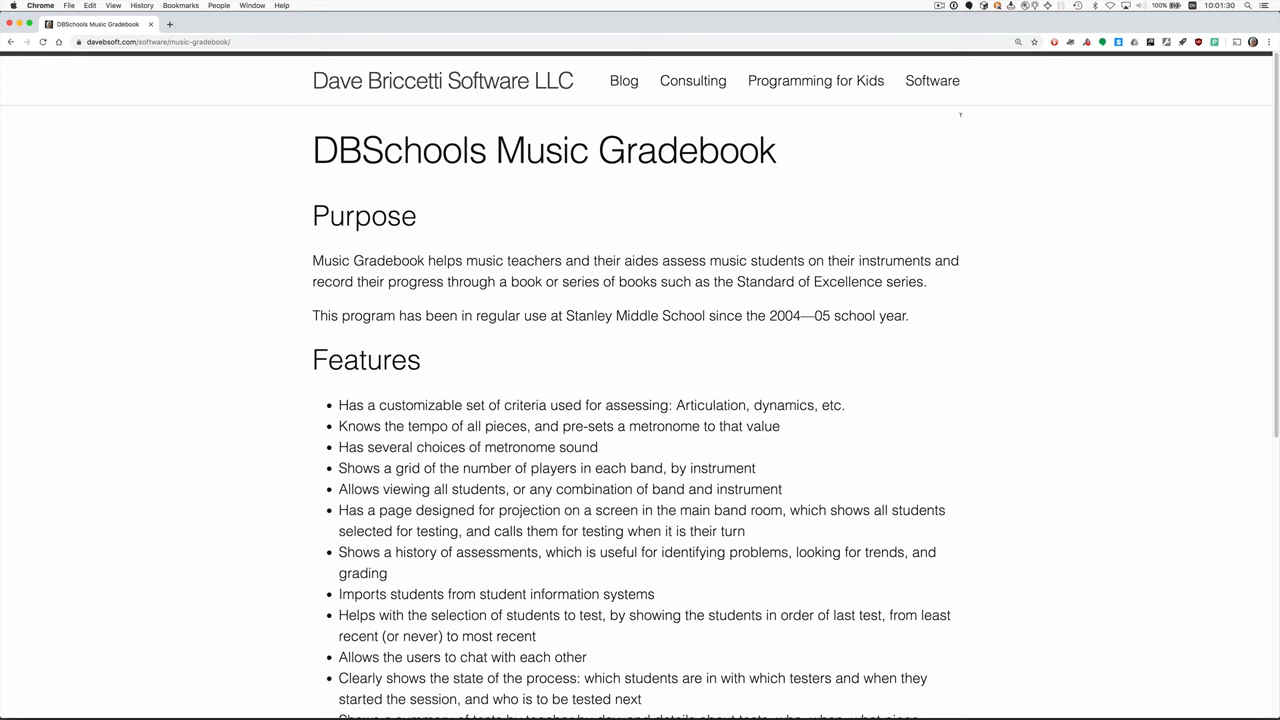 Chrome File Edit View History Bookmarks People Window Help 100% 10:01:30
DBSchools Music Gradebook
davebsoft.com/software/music-gradebook/
Dave Briccetti Software LLC Blog Consulting Programming for Kids Software
DBSchools Music Gradebook
Purpose
Music Gradebook helps music teachers and their aides assess music students on their instruments and
record their progress through a book or series of books such as the Standard of Excellence series.
This program has been in regular use at Stanley Middle School since the 2004—05 school year.
Features
• Has a customizable set of criteria used for assessing: Articulation, dynamics, etc.
• Knows the tempo of all pieces, and pre-sets a metronome to that value
• Has several choices of metronome sound
• Shows a grid of the number of players in each band, by instrument
• Allows viewing all students, or any combination of band and instrument
• Has a page designed for projection on a screen in the main band room, which shows all students
selected for testing, and calls them for testing when it is their turn
• Shows a history of assessments, which is useful for identifying problems, looking for trends, and
grading
• Imports students from student information systems
• Helps with the selection of students to test, by showing the students in order of last test, from least
recent (or never) to most recent
• Allows the users to chat with each other
• Clearly shows the state of the process: which students are in with which testers and when they
started the session, and who is to be tested next